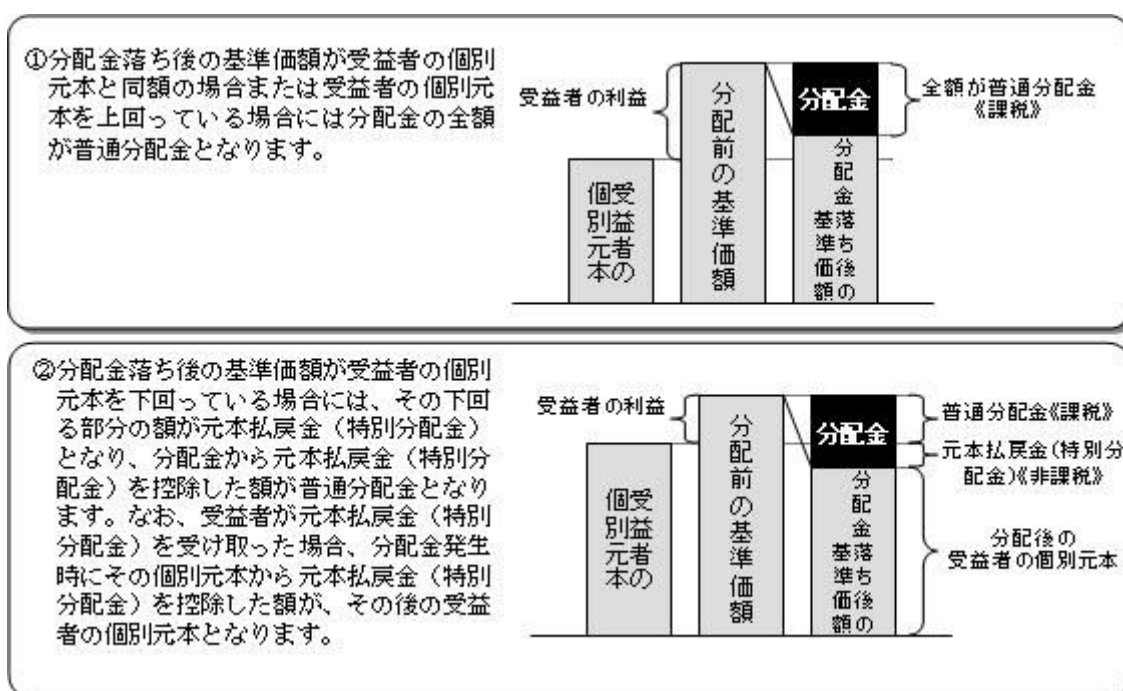 ①分配金落ち後の基準価額が受益者の個別
元本と同額の場合または受益者の個別元
本を上回っている場合には分配金の全額
が普通分配金となります。
受益者の利益
受益者の
個別元本
分配前の基準価額
分配金
分配金
落ち後の
基準価額
全額が普通分配金
《課税》
②分配金落ち後の基準価額が受益者の個別
元本を下回っている場合には、その下回
る部分の額が元本払戻金（特別分配金）
となり、分配金から元本払戻金（特別分
配金）を控除した額が普通分配金となり
ます。なお、受益者が元本払戻金（特別
分配金）を受け取った場合、分配金発生
時にその個別元本から元本払戻金（特別
分配金）を控除した額が、その後の受益
者の個別元本となります。
受益者の利益
受益者の
個別元本
分配前の基準価額
分配金
分配金
落ち後の
基準価額
普通分配金《課税》
元本払戻金(特別分
配金)《非課税》
分配後の
受益者の個別元本